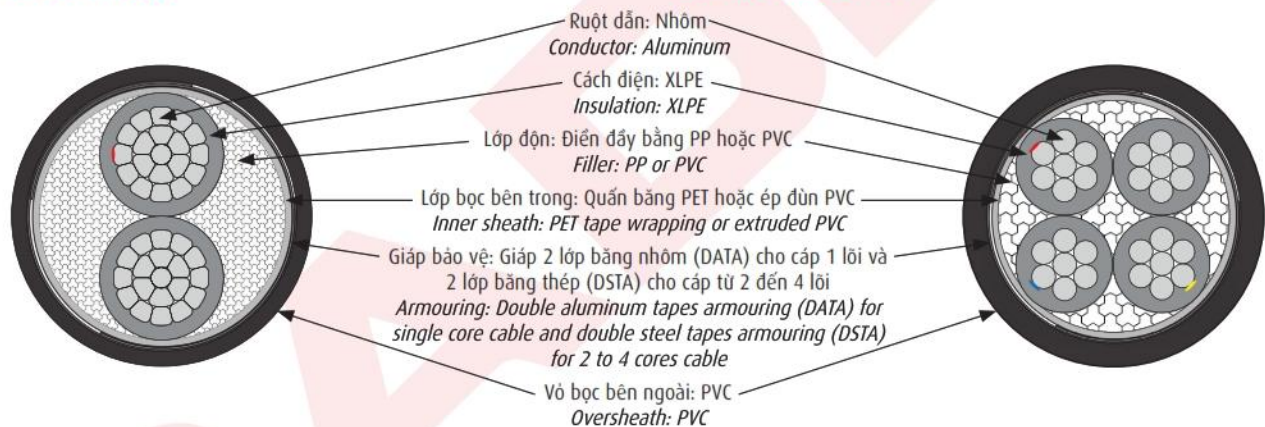 Ruột dẫn: Nhôm
Conductor: Aluminum
Cách điện: XLPE
Insulation: XLPE
Lớp độn: Điền đầy bằng PP hoặc PVC
Filler: PP or PVC
Lớp bọc bên trong: Quấn băng PET hoặc ép đùn PVC
Inner sheath: PET tape wrapping or extruded PVC
Giáp bảo vệ: Giáp 2 lớp băng nhôm (DATA) cho cáp 1 lõi và
2 lớp băng thép (DSTA) cho cáp từ 2 đến 4 lõi
Armouring: Double aluminum tapes armouring (DATA) for
single core cable and double steel tapes armouring (DSTA)
for 2 to 4 cores cable
Vỏ bọc bên ngoài: PVC
Oversheath: PVC